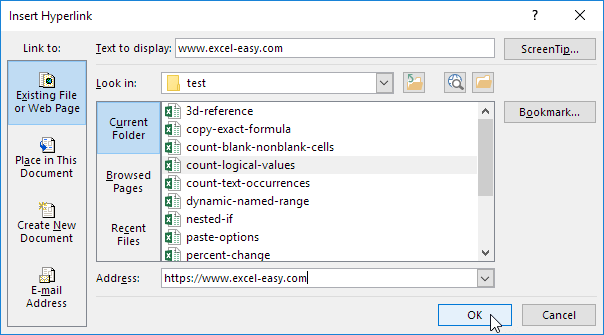 Insert Hyperlink
Link to:
Text to display: www.excel-easy.com
ScreenTip...
Existing File
or Web Page
Look in: test
Place in This
Document
Create New
Document
E-mail
Address
Current
Folder
Browsed
Pages
Recent
Files
3d-reference
copy-exact-formula
count-blank-nonblank-cells
count-logical-values
count-text-occurrences
dynamic-named-range
nested-if
paste-options
percent-change
Bookmark...
Address: https://www.excel-easy.com
OK
Cancel